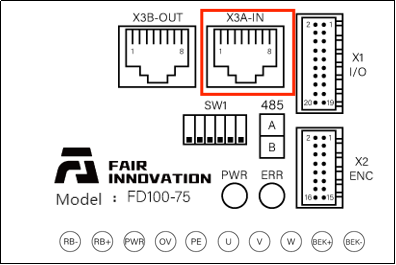 X3B-OUT X3A-IN
1 8 1 8
2 1
X1
I/O
20 19
SW1 485
A
B
2 1
X2
ENC
16 15
FAIR
INNOVATION
PWR ERR
Model : FD100-75
RB- RB+ PWR OV PE U V W BEK+ BEK-